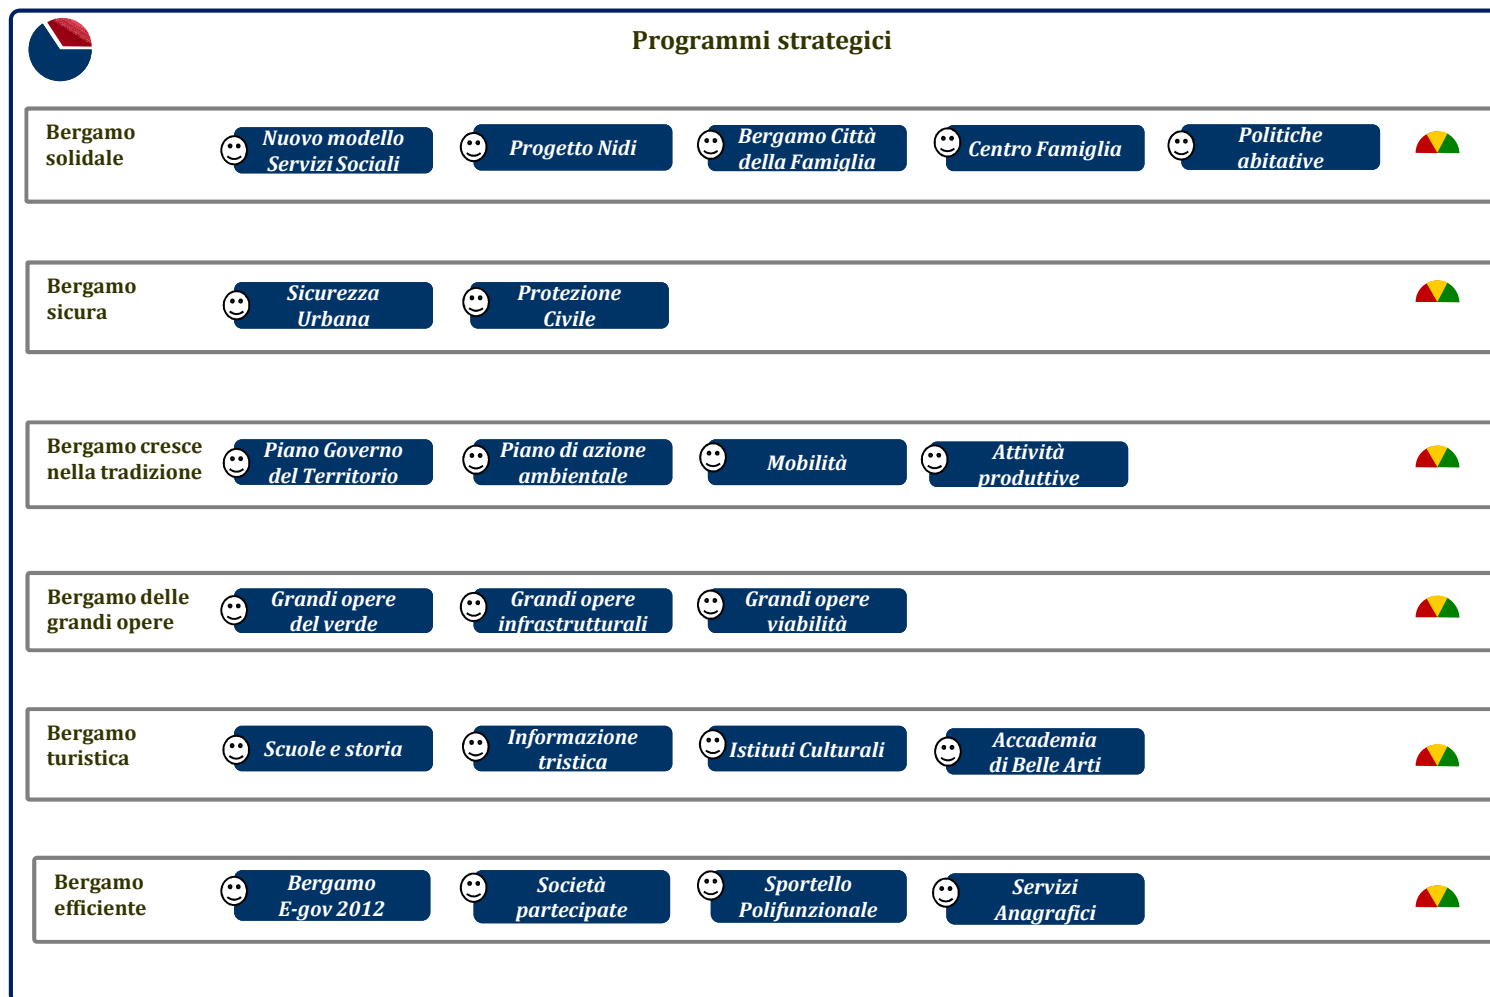 Programmi strategici
Bergamo
solidale
Nuovo modello
Servizi Sociali
Progetto Nidi
Bergamo Città
della Famiglia
Centro Famiglia
Politiche
abitative
Bergamo
sicura
Sicurezza
Urbana
Protezione
Civile
Bergamo cresce
nella tradizione
Piano Governo
del Territorio
Piano di azione
ambientale
Mobilità
Attività
produttive
Bergamo delle
grandi opere
Grandi opere
del verde
Grandi opere
infrastrutturali
Grandi opere
viabilità
Bergamo
turistica
Scuole e storia
Informazione
tristica
Istituti Culturali
Accademia
di Belle Arti
Bergamo
efficiente
Bergamo
E-gov 2012
Società
partecipate
Sportello
Polifunzionale
Servizi
Anagrafici